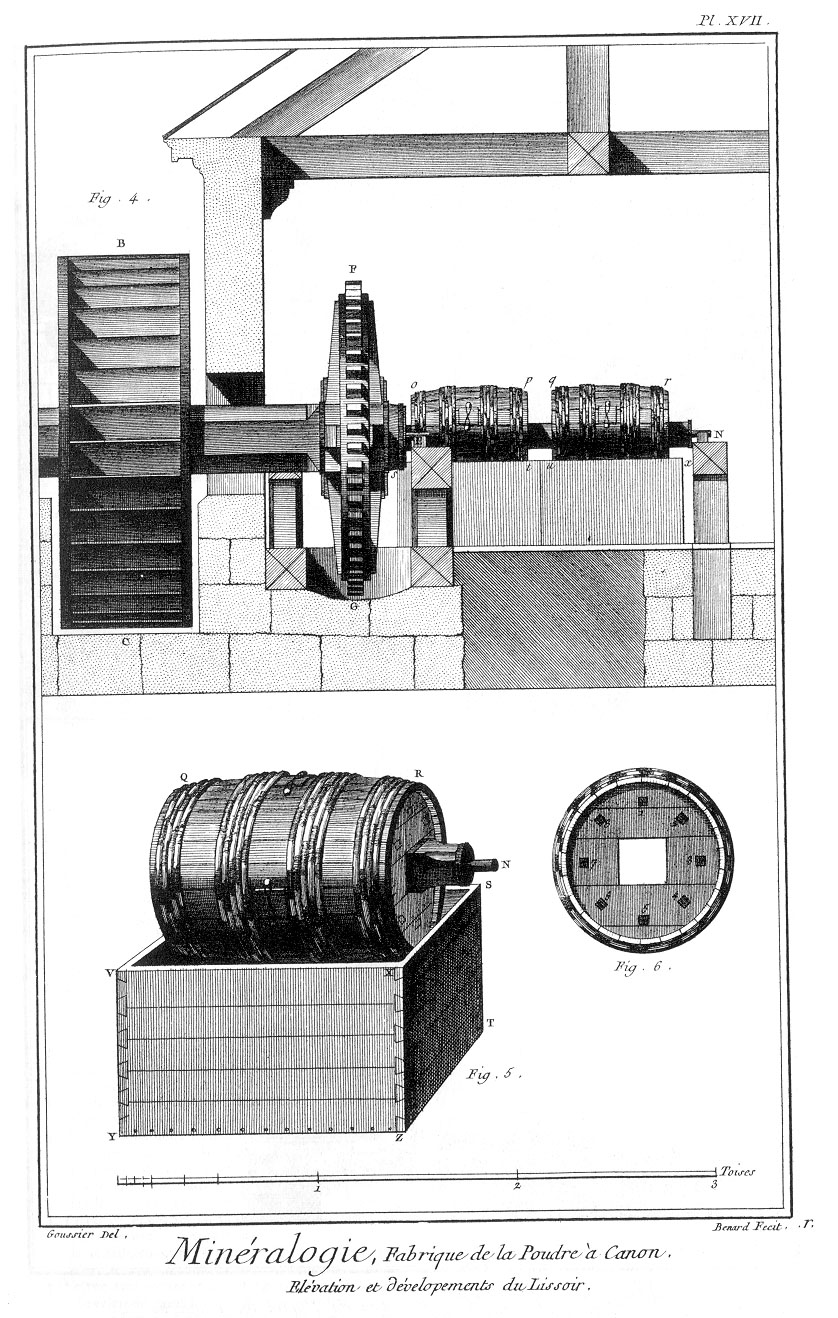 Pl. XVII.
Fig. 4.
B
F
o p q r
N
S t u x
G
C
Q R
N
S
V X
T
Fig. 6.
Fig. 5.
Y Z
Toises
1 2 3
Goussier Del.
Benard Fecit.
Minéralogie, Fabrique de la Poudre à Canon.
Elévation et dévelopements du Lissoir.